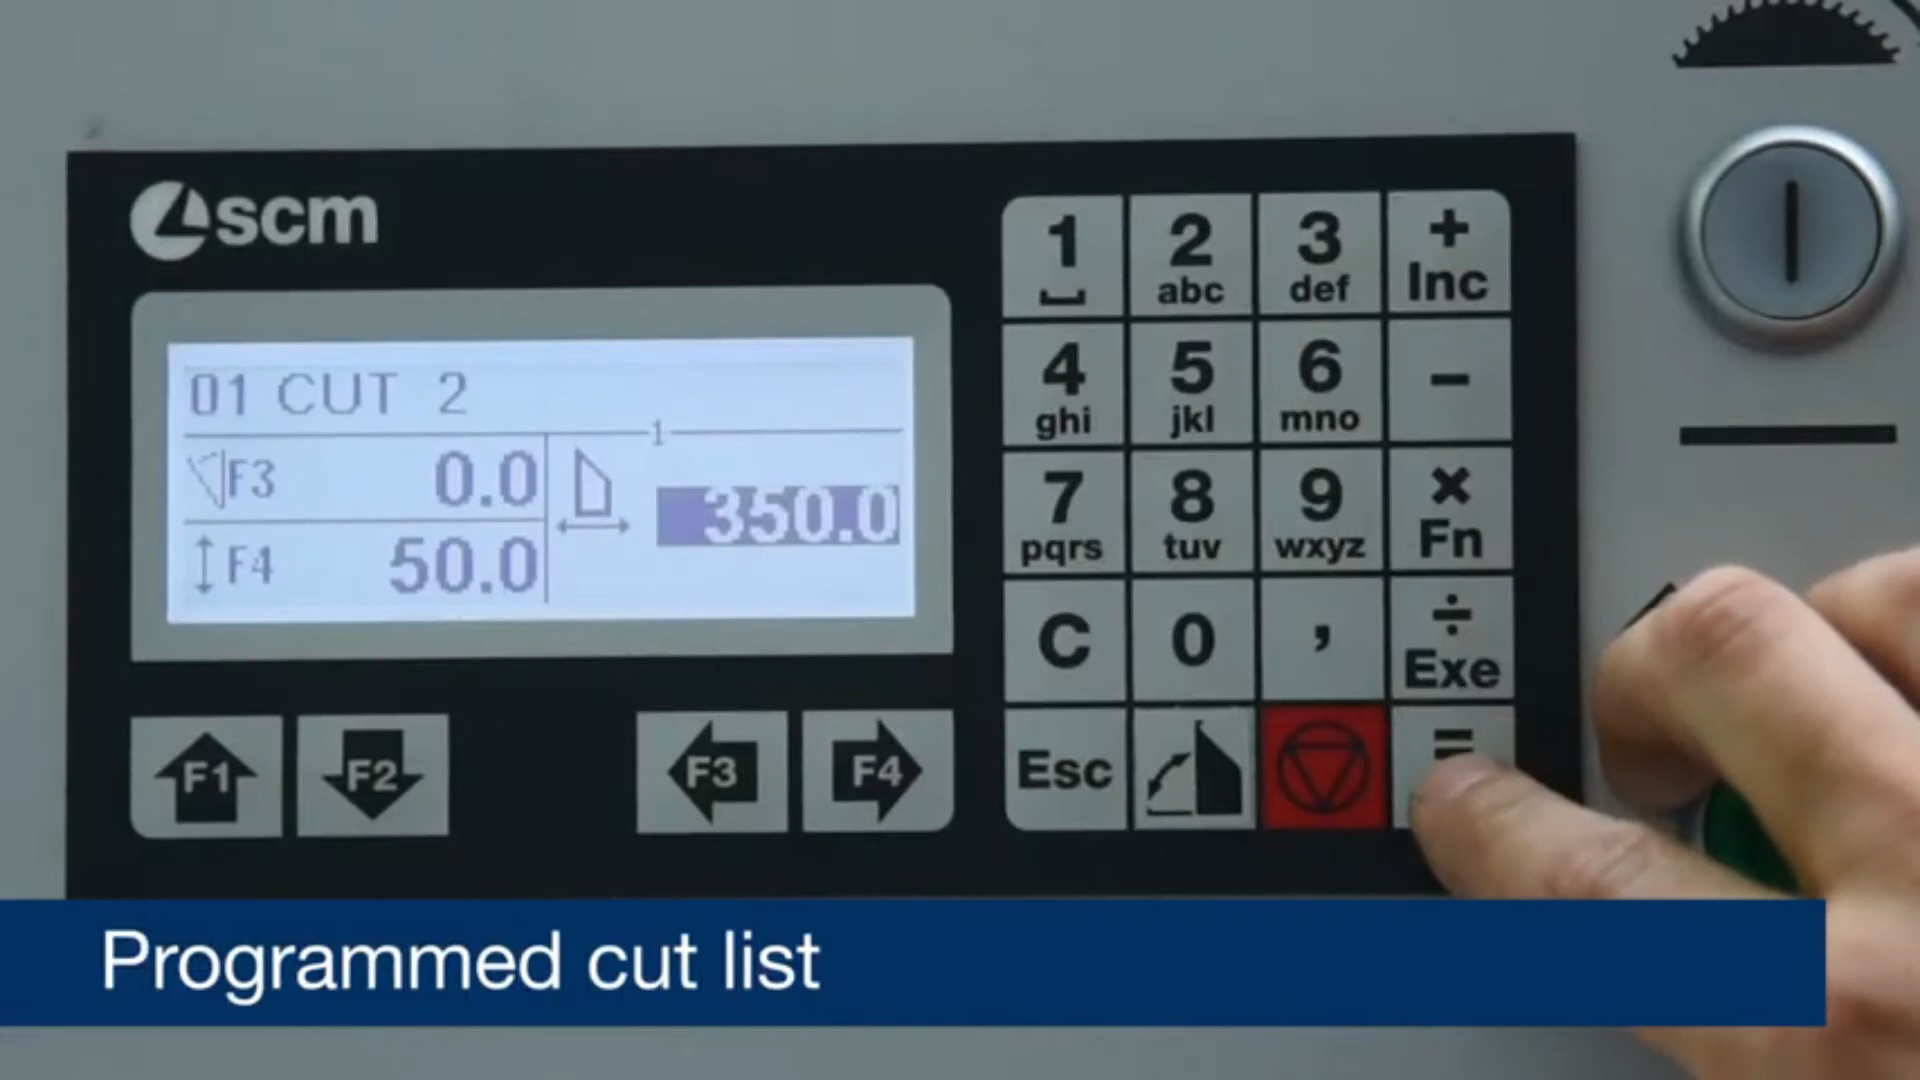 scm
01 CUT 2
1
F3 0.0
350.0
F4 50.0
F1 F2 F3 F4
1 2 abc 3 def + Inc
4 ghi 5 jkl 6 mno -
7 pqrs 8 tuv 9 wxyz × Fn
C 0 , ÷ Exe
Esc =
Programmed cut list